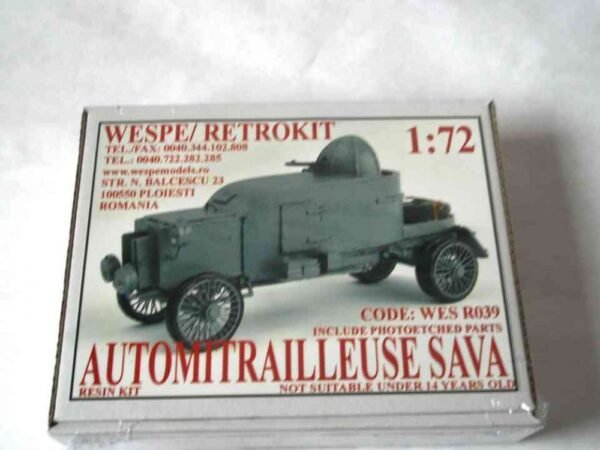 WESPE/ RETROKIT
1:72
TEL./FAX: 0040.344.102.808
TEL.: 0040.722.282.285
www.wespemodels.ro
STR. N. BALCESCU 23
100550 PLOIESTI
ROMANIA
CODE: WES R039
INCLUDE PHOTOETCHED PARTS
AUTOMITRAILLEUSE SAVA
RESIN KIT
NOT SUITABLE UNDER 14 YEARS OLD